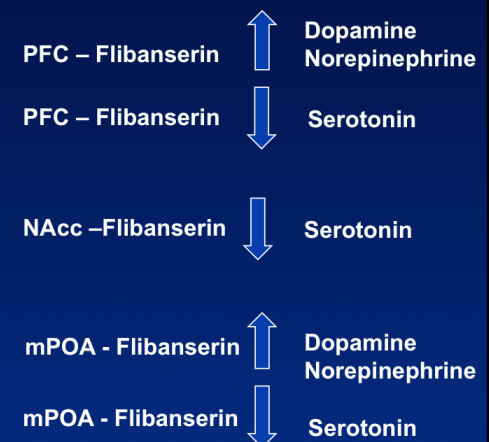 PFC – Flibanserin Dopamine
Norepinephrine
PFC – Flibanserin Serotonin
NAcc –Flibanserin Serotonin
mPOA - Flibanserin Dopamine
Norepinephrine
mPOA - Flibanserin Serotonin